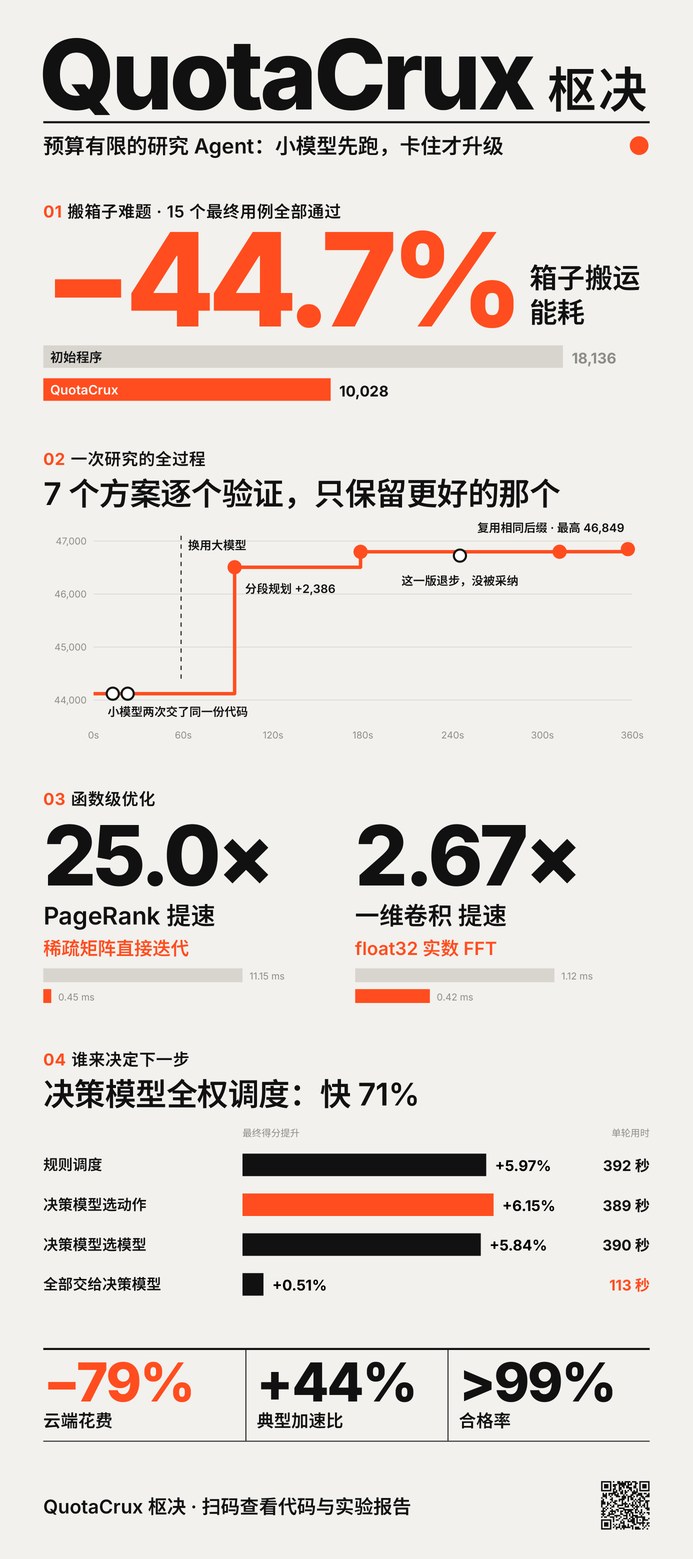 QuotaCrux 枢决
预算有限的研究 Agent：小模型先跑，卡住才升级
01 搬箱子难题 · 15 个最终用例全部通过
−44.7%
箱子搬运
能耗
初始程序
18,136
QuotaCrux
10,028
02 一次研究的全过程
7 个方案逐个验证，只保留更好的那个
复用相同后缀 · 最高 46,849
47,000
换用大模型
这一版退步，没被采纳
分段规划 +2,386
46,000
45,000
44,000
小模型两次交了同一份代码
0s 60s 120s 180s 240s 300s 360s
03 函数级优化
25.0×
PageRank 提速
稀疏矩阵直接迭代
11.15 ms
0.45 ms
2.67×
一维卷积 提速
float32 实数 FFT
1.12 ms
0.42 ms
04 谁来决定下一步
决策模型全权调度：快 71%
最终得分提升 单轮用时
规则调度 +5.97% 392 秒
决策模型选动作 +6.15% 389 秒
决策模型选模型 +5.84% 390 秒
全部交给决策模型 +0.51% 113 秒
−79%
云端花费
+44%
典型加速比
>99%
合格率
QuotaCrux 枢决 · 扫码查看代码与实验报告